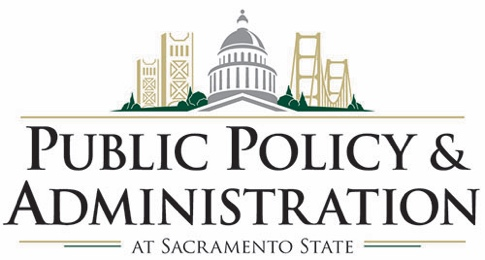 PUBLIC POLICY &
ADMINISTRATION
AT SACRAMENTO STATE